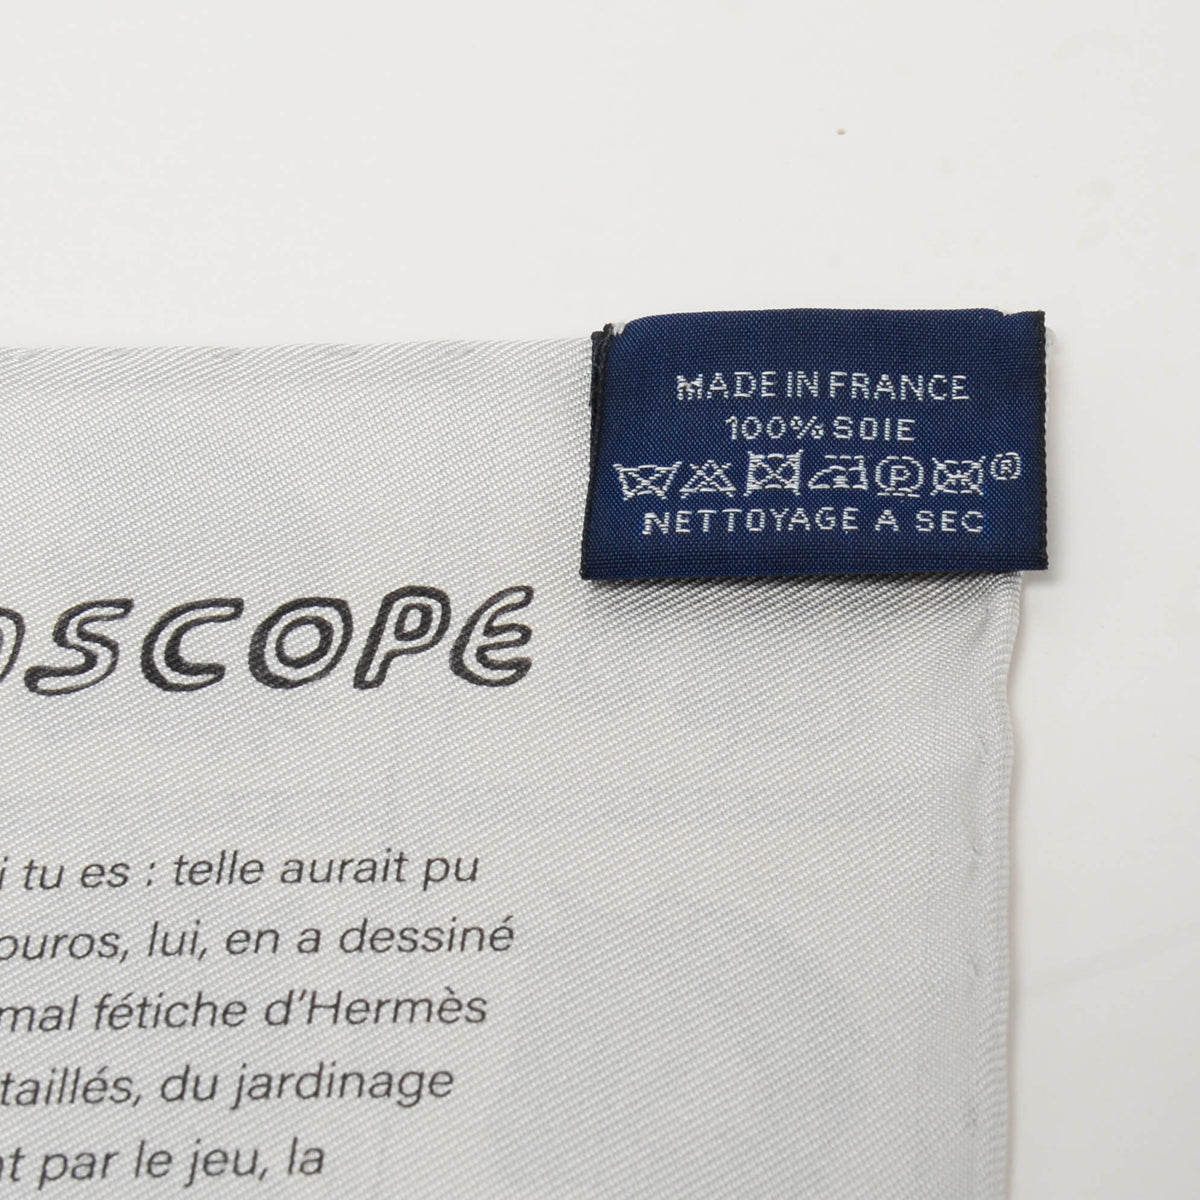 MADE IN FRANCE
100% SOIE
P ®
NETTOYAGE A SEC
OSCOPE
i tu es : telle aurait pu
ouros, lui, en a dessiné
mal fétiche d'Hermès
taillés, du jardinage
nt par le jeu, la